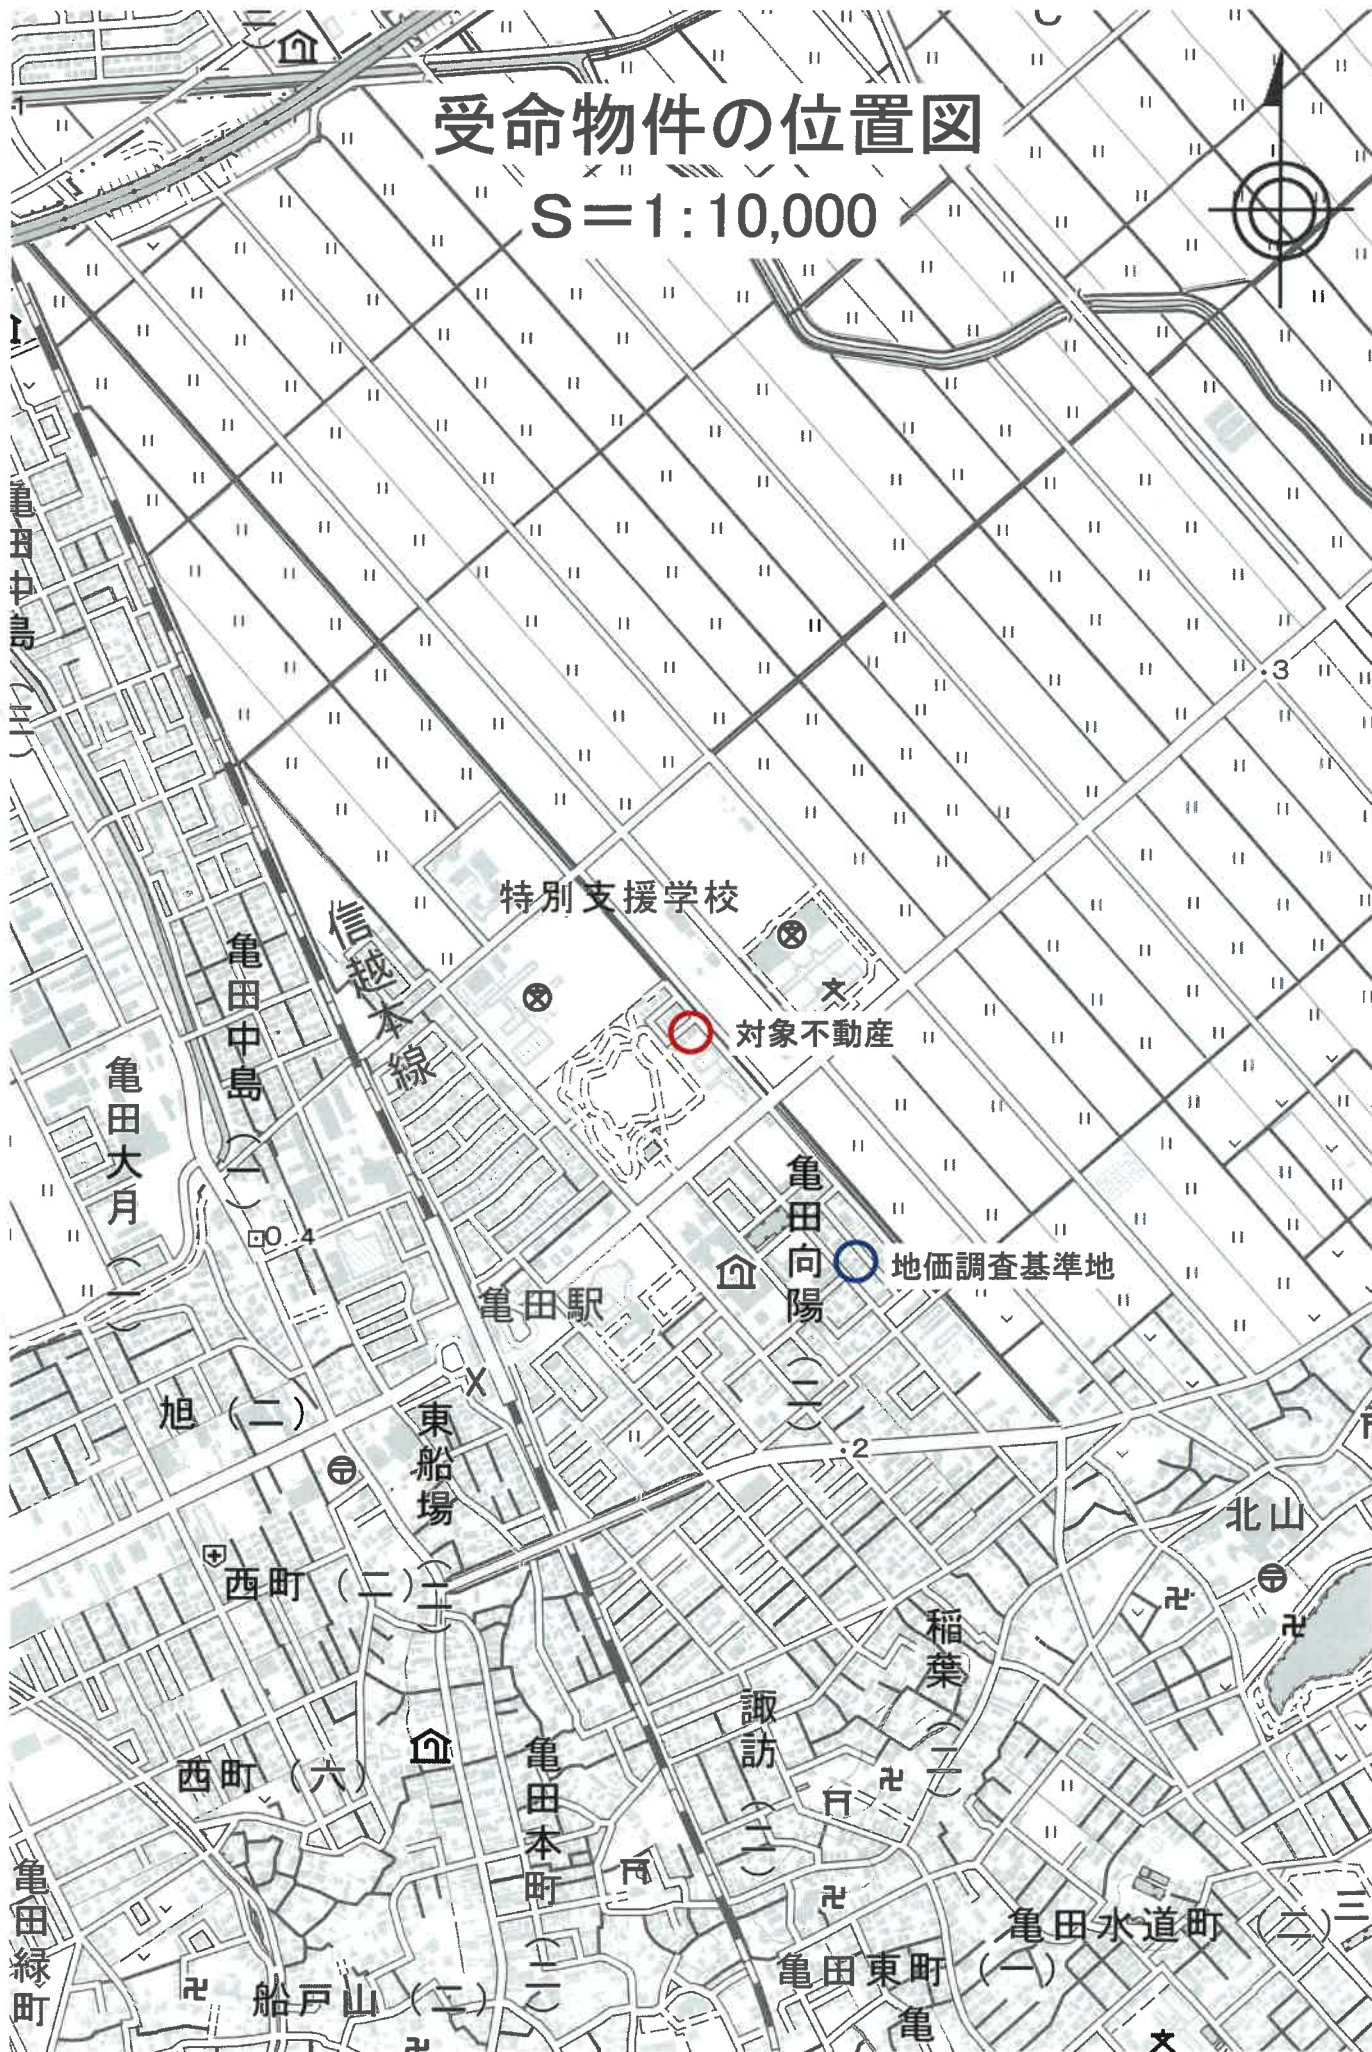 受命物件の位置図
S＝1:10,000
亀田中島
(三)
・3
特別支援学校
信越本線
対象不動産
亀田中島(一)
亀田大月(一)
0.4
亀田向陽(二)
地価調査基準地
亀田駅
旭(二)
東船場(二)
・2
北山
西町(二)
稲葉(二)
諏訪(二)
西町(六)
亀田本町(二)
亀田緑町
亀田水道町(二)
三
亀田東町(一)
船戸山(二)
亀